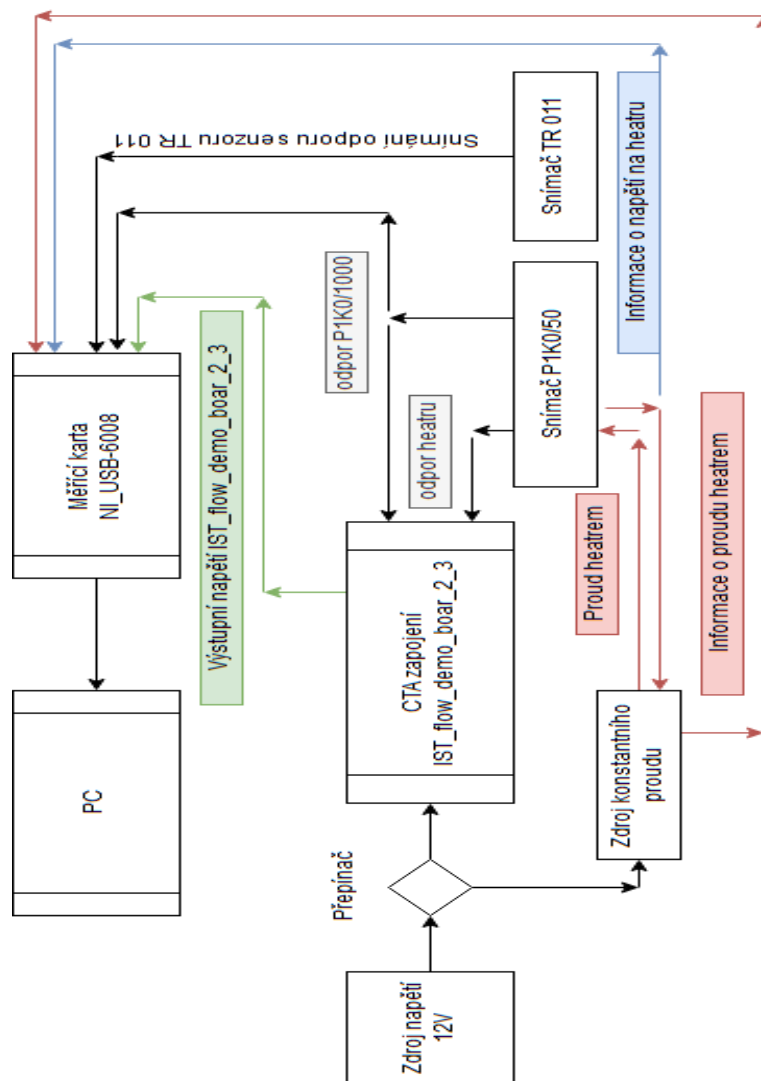 PC
Měřící karta
NI_USB-6008
Výstupní napětí IST_flow_demo_boar_2_3
Snímání odporu senzoru TR 011
odpor P1K0/1000
odpor heatru
Přepínač
Zdroj napětí
12V
CTA zapojení
IST_flow_demo_boar_2_3
Snímač P1K0/50
Snímač TR 011
Proud heatrem
Informace o napětí na heatru
Zdroj konstantního
proudu
Informace o proudu heatrem